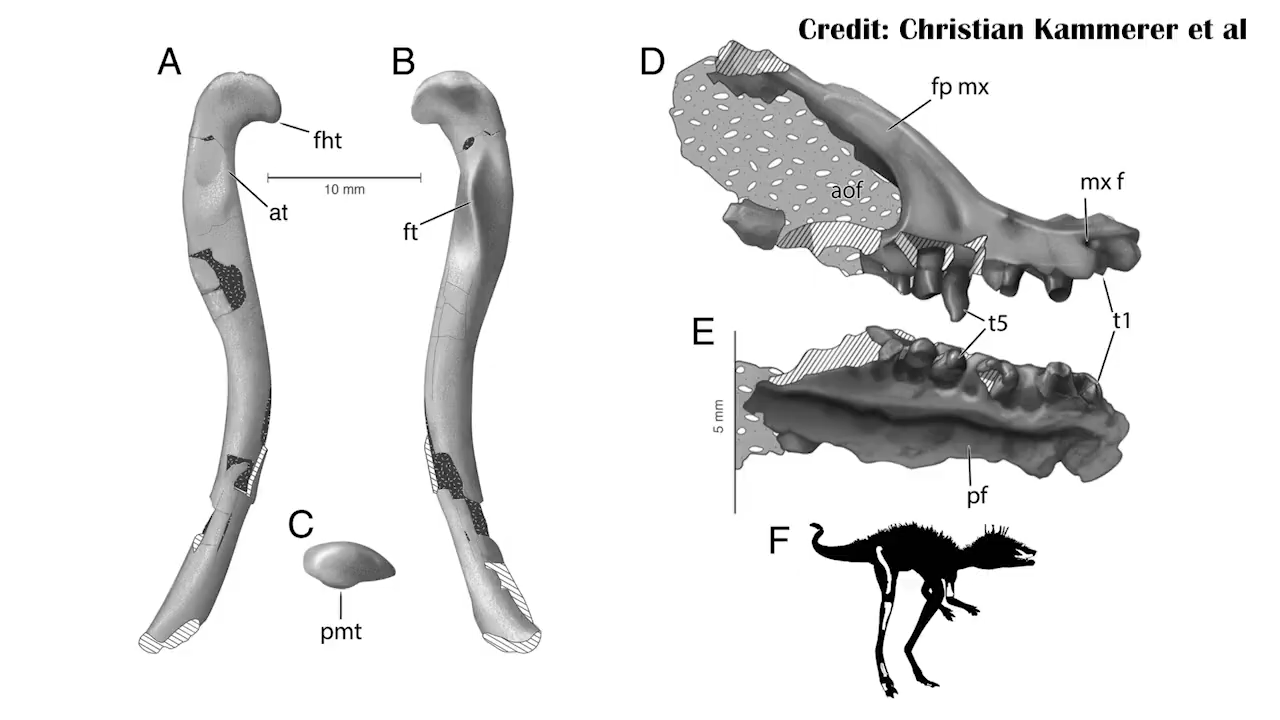 Credit: Christian Kammerer et al
A
B
D
fp mx
fht
10 mm
aof
mx f
at
ft
t5
t1
E
5 mm
pf
C
F
pmt